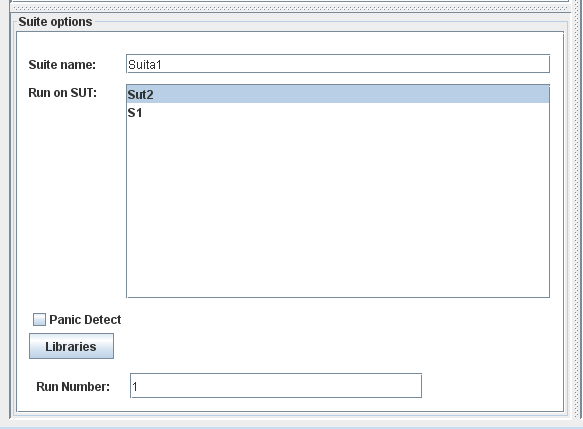 Suite options
Suite name: Suita1
Run on SUT: Sut2
S1
Panic Detect
Libraries
Run Number: 1